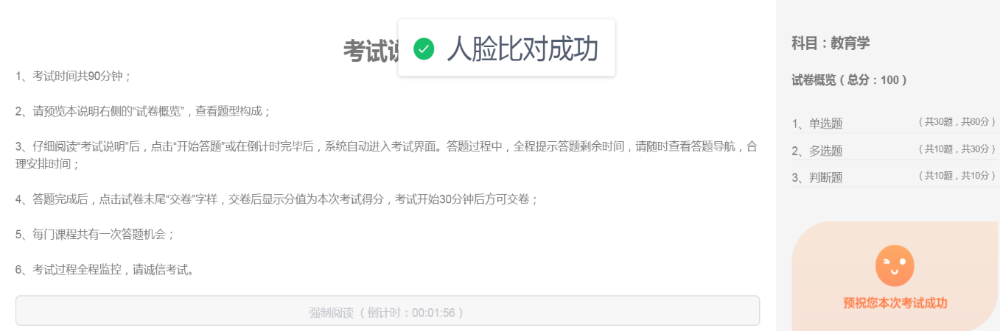 人脸比对成功
考试说
1、考试时间共90分钟；
2、请预览本说明右侧的“试卷概览”，查看题型构成；
3、仔细阅读“考试说明”后，点击“开始答题”或在倒计时完毕后，系统自动进入考试界面。答题过程中，全程提示答题剩余时间，请随时查看答题导航，合
理安排时间；
4、答题完成后，点击试卷末尾“交卷”字样，交卷后显示分值为本次考试得分，考试开始30分钟后方可交卷；
5、每门课程共有一次答题机会；
6、考试过程全程监控，请诚信考试。
强制阅读（倒计时：00:01:56）
科目：教育学
试卷概览（总分：100）
1、单选题（共30题，共60分）
2、多选题（共10题，共30分）
3、判断题（共10题，共10分）
预祝您本次考试成功